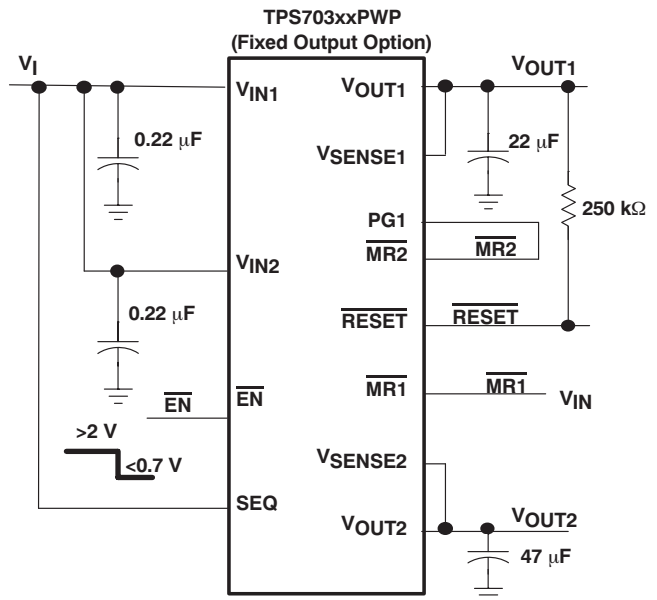 TPS703xxPWP
(Fixed Output Option)
VI
VIN1
0.22 μF
VIN2
0.22 μF
EN
EN
>2 V
<0.7 V
SEQ
VOUT1
VOUT1
VSENSE1
22 μF
250 kΩ
PG1
MR2
MR2
RESET
RESET
MR1
MR1
VIN
VSENSE2
VOUT2
VOUT2
47 μF